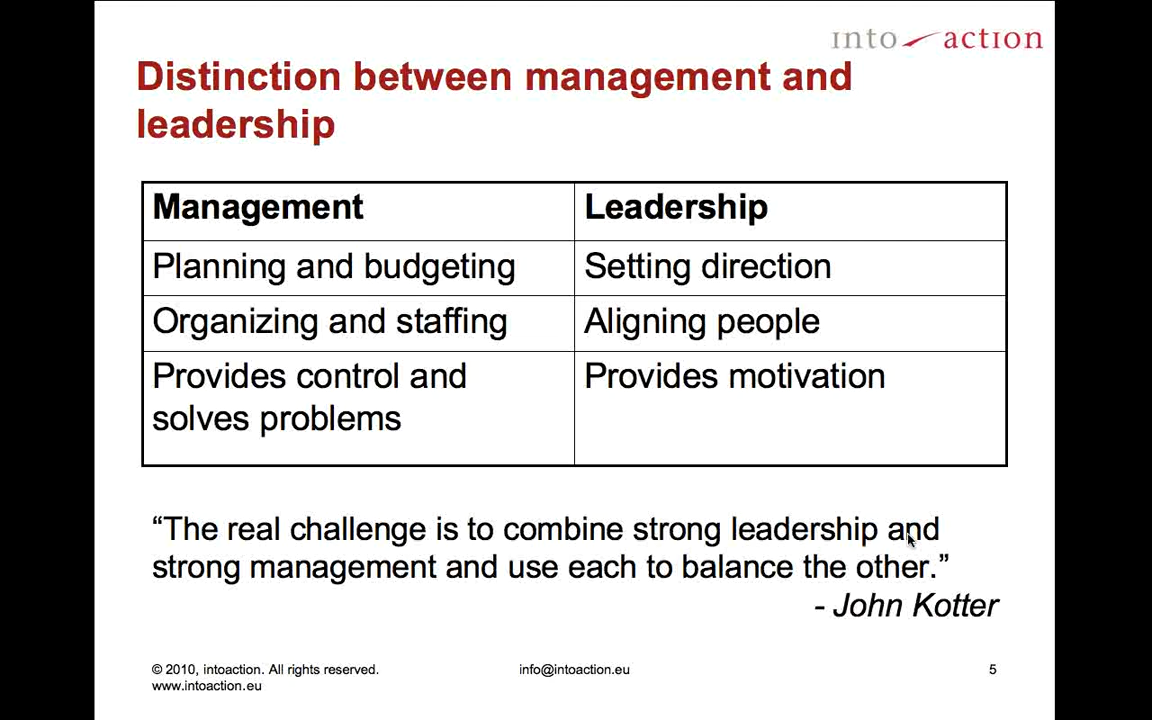 into action
Distinction between management and
leadership
Management
Leadership
Planning and budgeting
Setting direction
Organizing and staffing
Aligning people
Provides control and
solves problems
Provides motivation
“The real challenge is to combine strong leadership and
strong management and use each to balance the other.”
- John Kotter
© 2010, intoaction. All rights reserved.
www.intoaction.eu
info@intoaction.eu
5